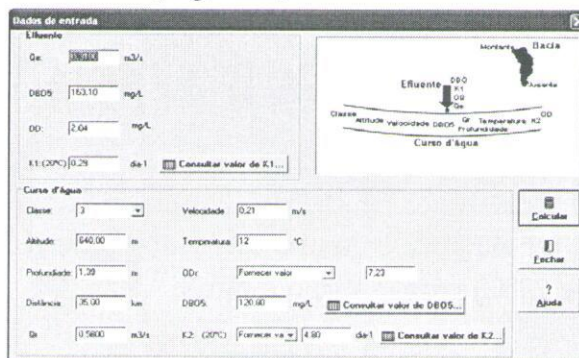 Dados de entrada
Efluente
Qe: m3/s
DBO5: 153,10 mg/L
OD: 2,04 mg/L
K1: (20°C) 0,29 dia-1 Consultar valor de K1...
Montante Bacia
Jusante
Efluente DBO
K1
OD
Qe
Classe Altitude Velocidade DBO5 Qr Temperatura K2 OD
Profundidade
Curso d'água
Curso d'água
Classe: 3 Velocidade 0,21 m/s
Altitude: 640,00 m Temperatura 12 °C
Profundidade 1,39 m ODr: Fornecer valor 7,23
Distância: 35,00 km DBO5: 120,60 mg/L Consultar valor de DBO5...
Qr 0,5800 m3/s K2: (20°C) Fornecer va 4,80 dia-1 Consultar valor de K2...
Calcular
Fechar
? Ajuda